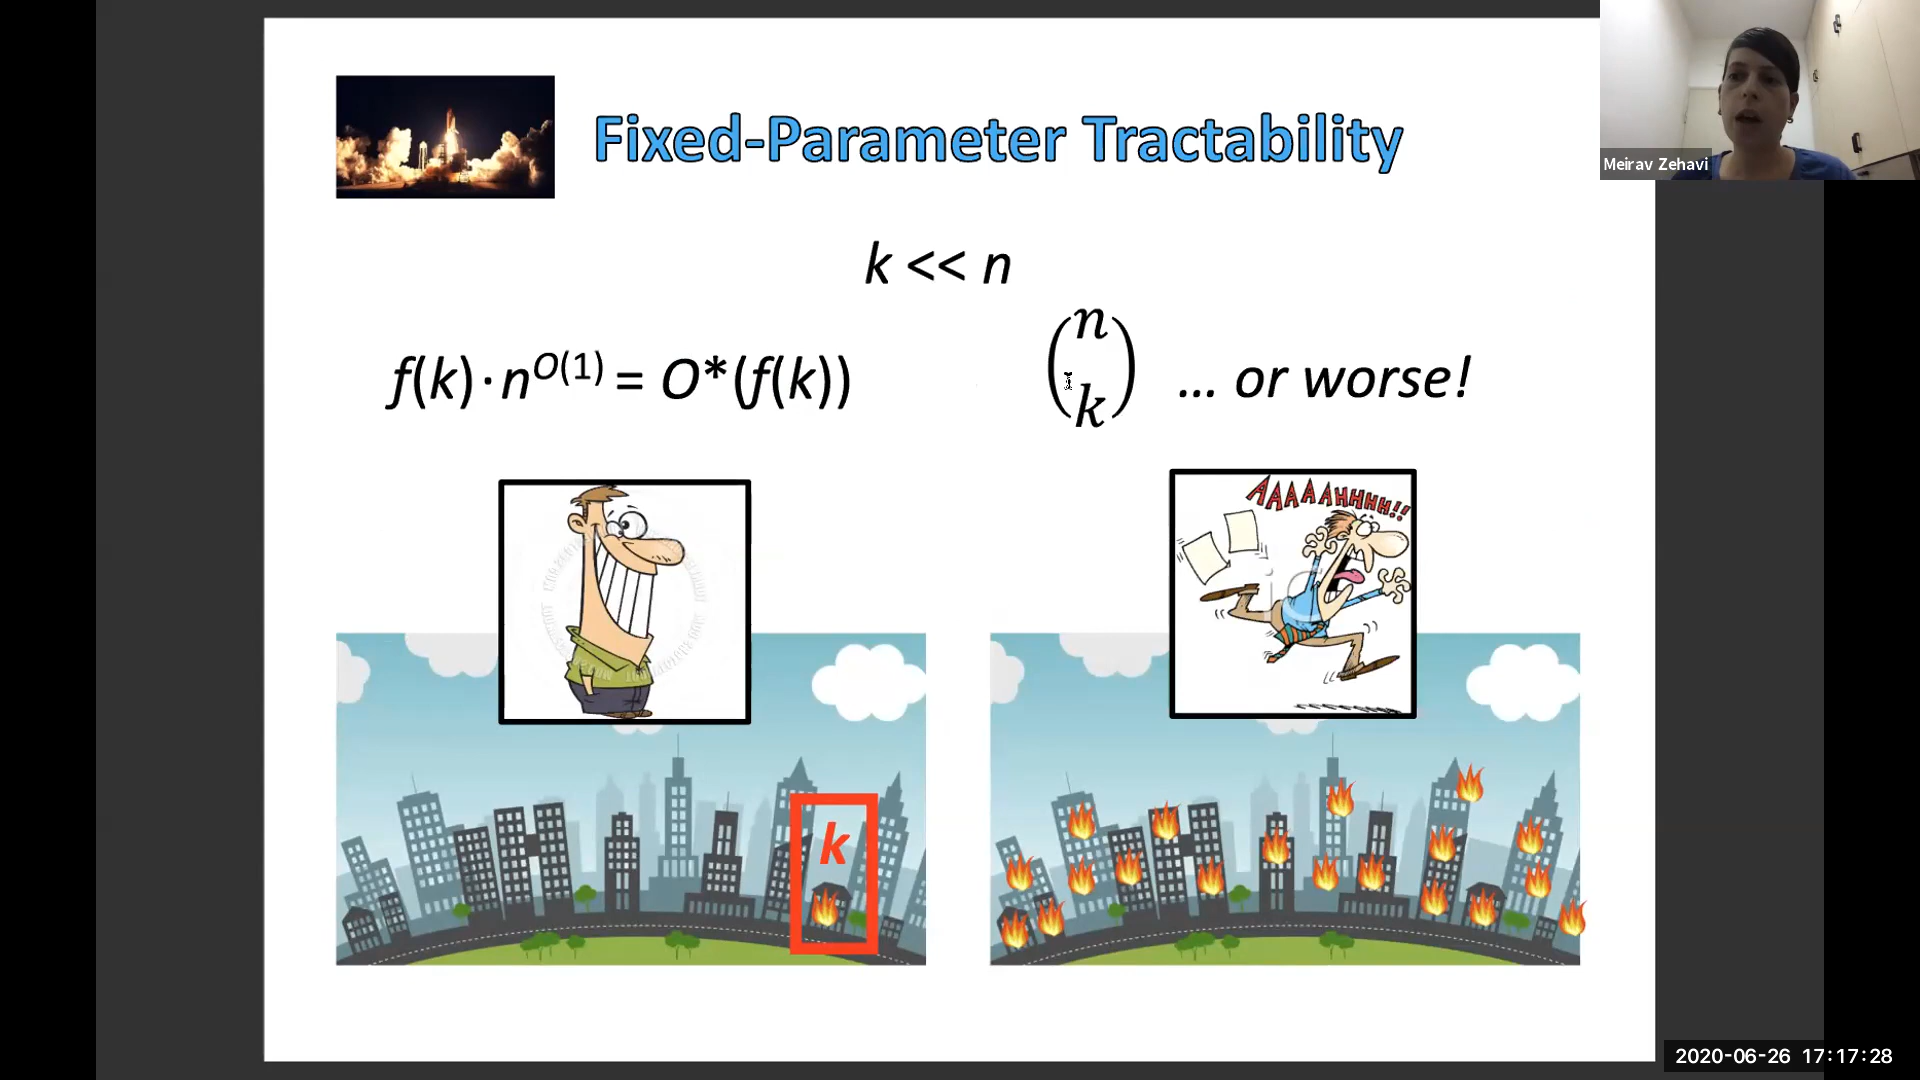 Fixed-Parameter Tractability
Meirav Zehavi
k << n
f(k)·n^{O(1)} = O*(f(k))
(n k) ... or worse!
AAAAAHHHH!!
k
2020-06-26 17:17:28